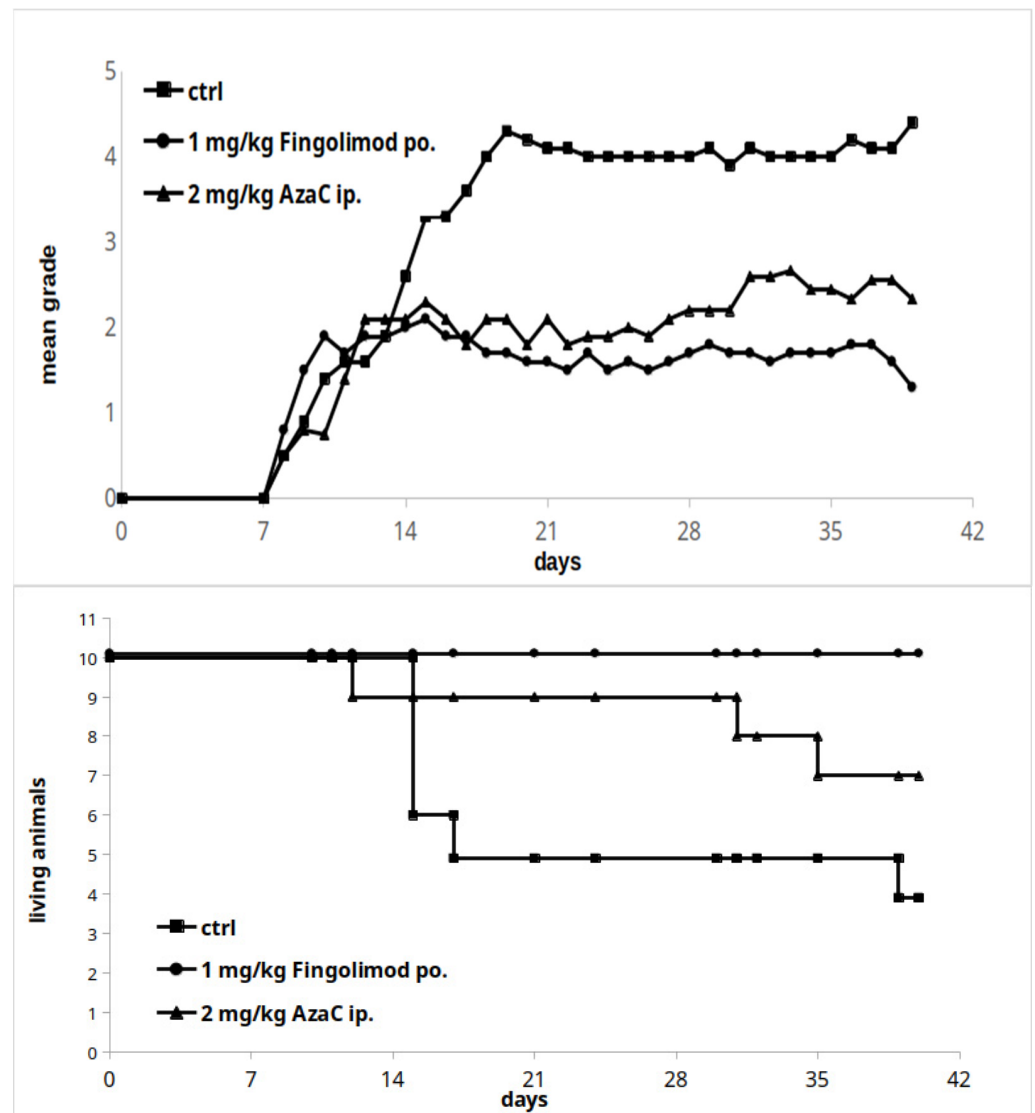 5
ctrl
1 mg/kg Fingolimod po.
4
2 mg/kg AzaC ip.
3
mean grade
2
1
0
0 7 14 21 28 35 42
days
11
10
9
8
7
6
living animals
5
4
ctrl
3
1 mg/kg Fingolimod po.
2
2 mg/kg AzaC ip.
1
0
0 7 14 21 28 35 42
days